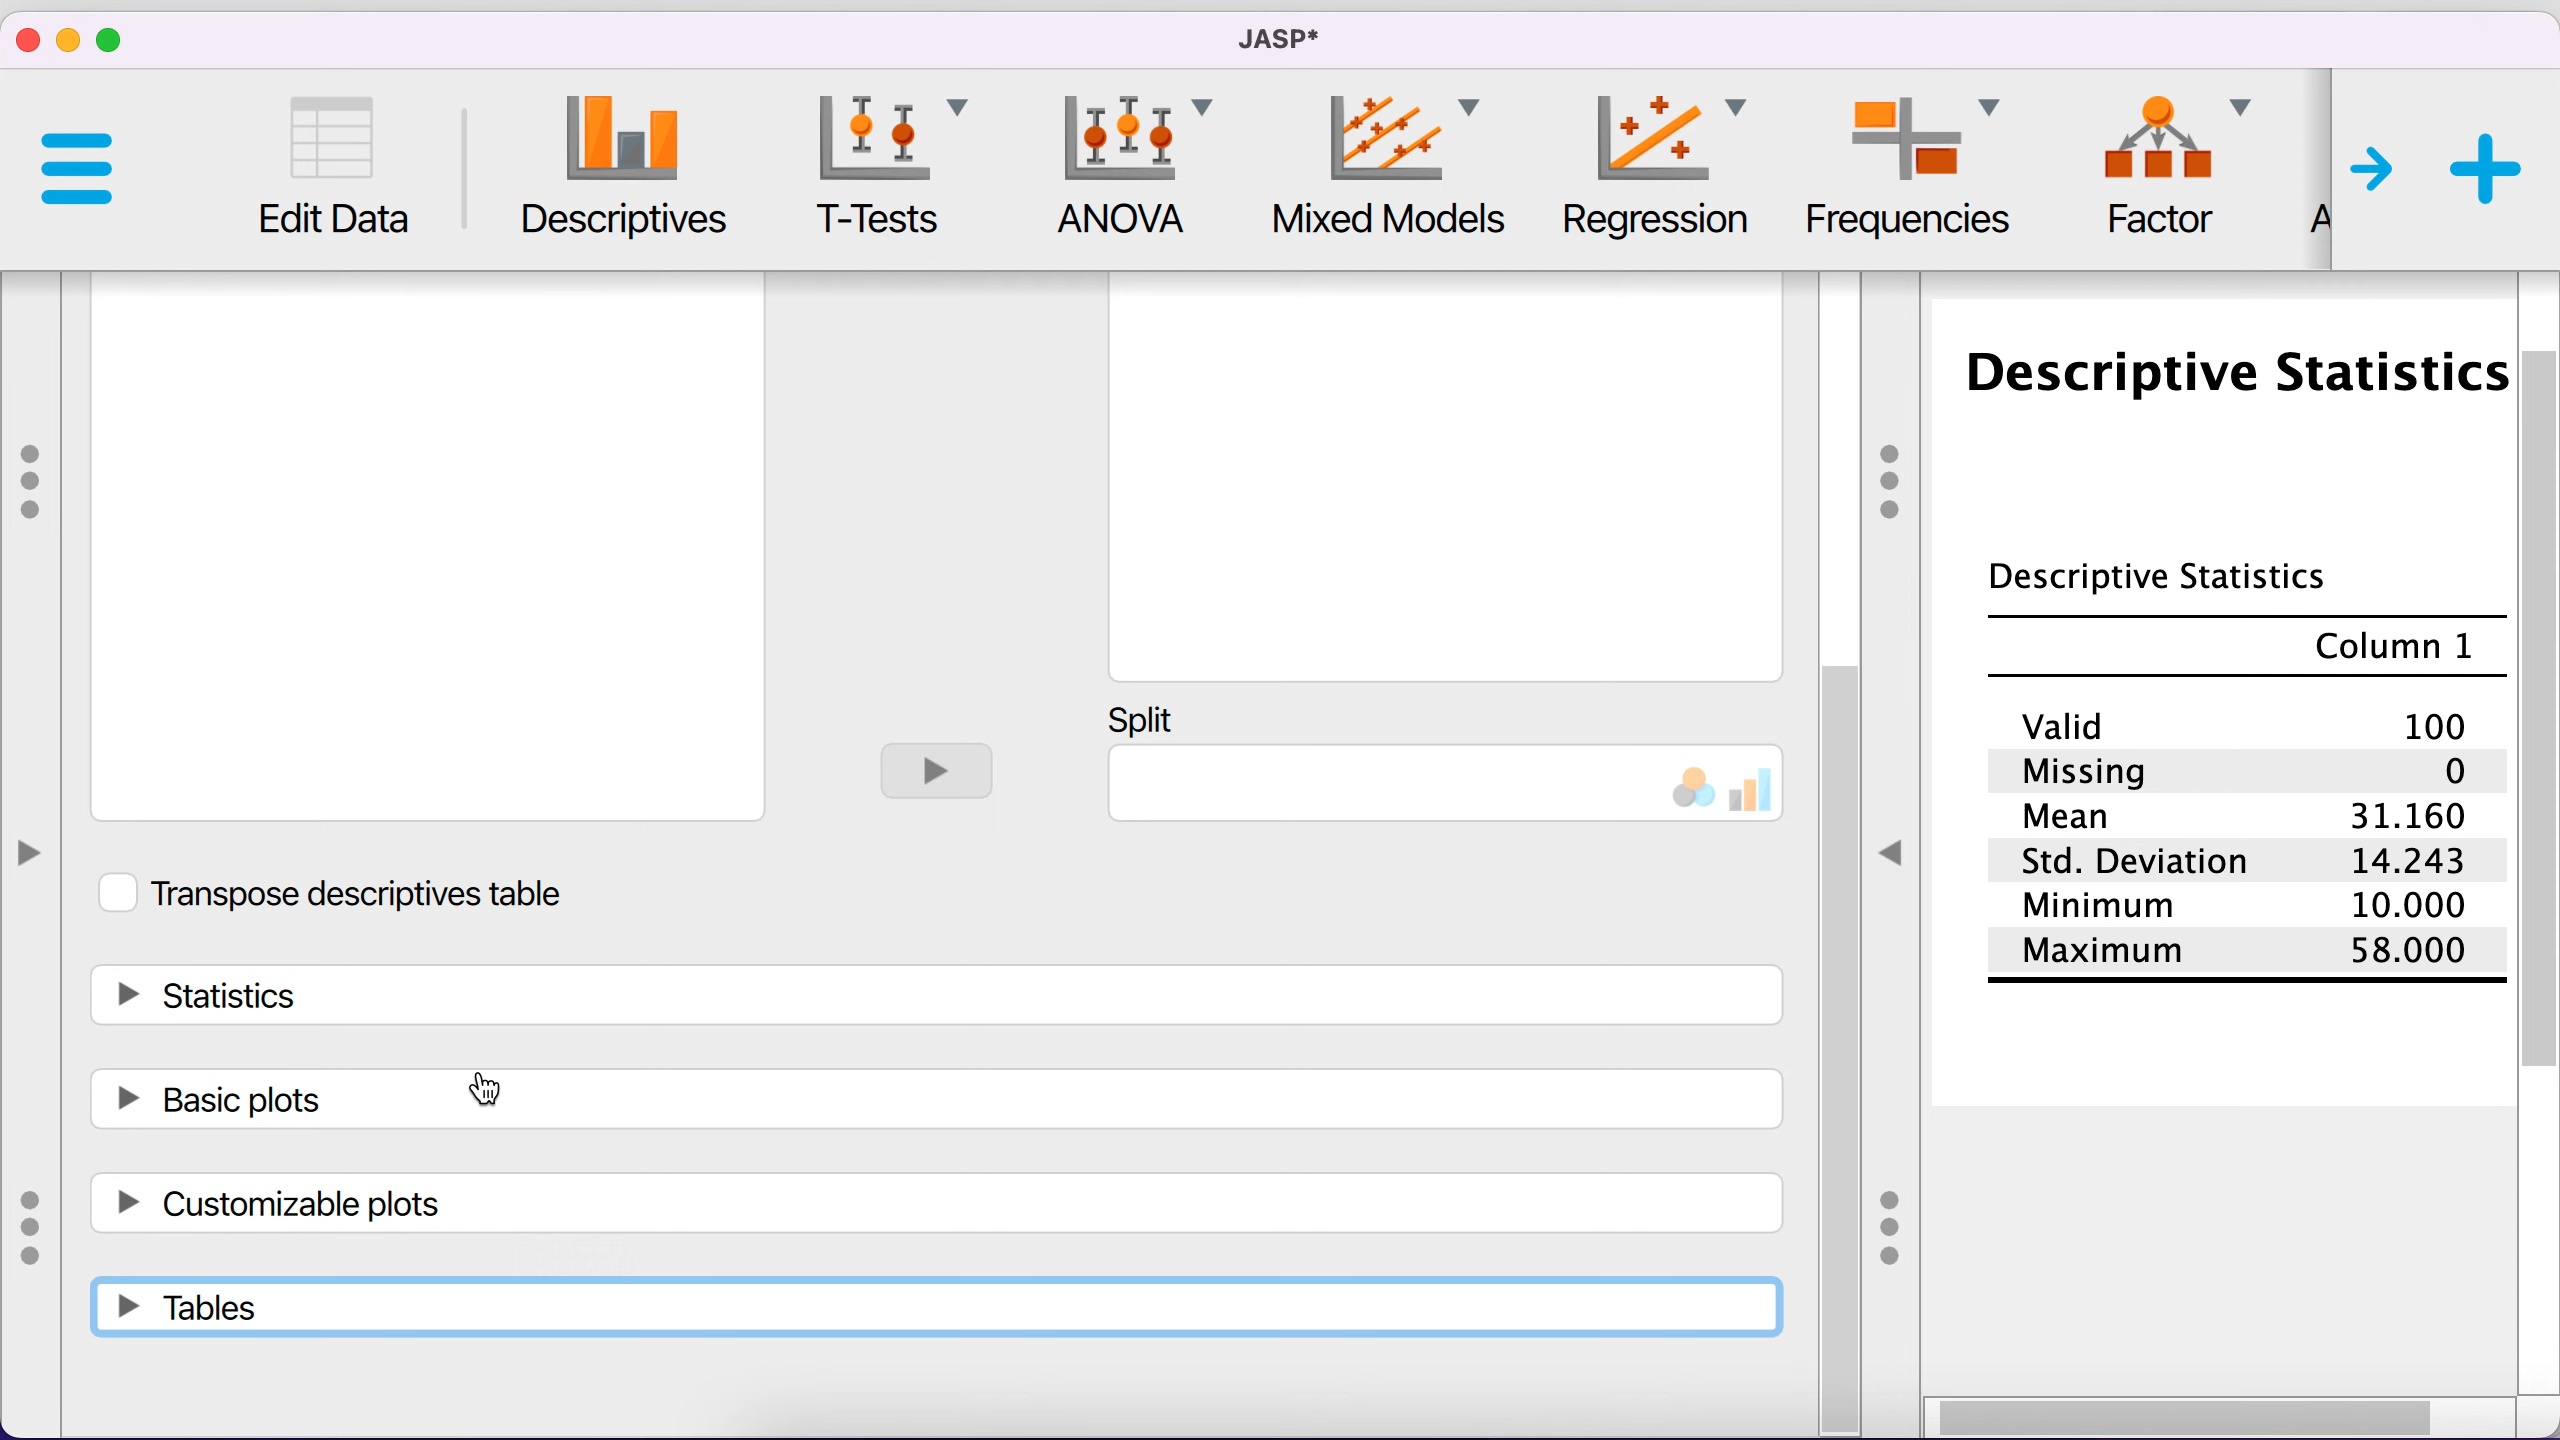 JASP*
Edit Data
Descriptives
T-Tests
ANOVA
Mixed Models
Regression
Frequencies
Factor
Split
Transpose descriptives table
Statistics
Basic plots
Customizable plots
Tables
Descriptive Statistics
Descriptive Statistics
Column 1
Valid 100
Missing 0
Mean 31.160
Std. Deviation 14.243
Minimum 10.000
Maximum 58.000